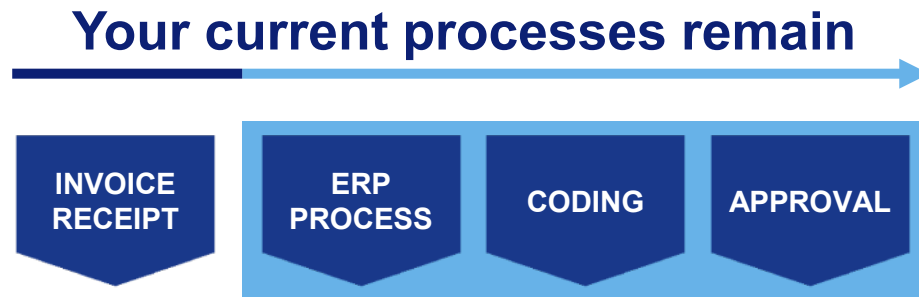 Your current processes remain
INVOICE
RECEIPT
ERP
PROCESS
CODING
APPROVAL